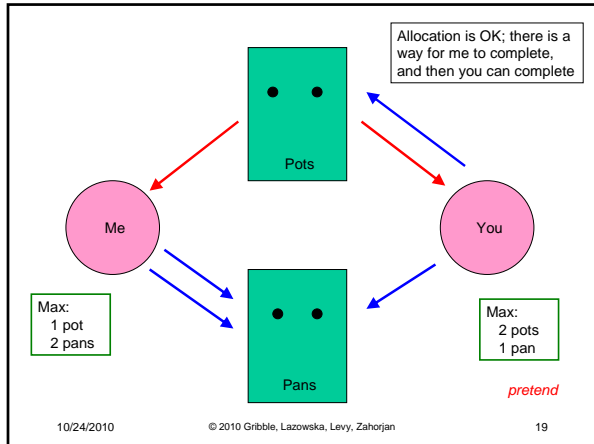 Allocation is OK; there is a
way for me to complete,
and then you can complete
Pots
Me
You
Max:
1 pot
2 pans
Max:
2 pots
1 pan
Pans
pretend
10/24/2010
© 2010 Gribble, Lazowska, Levy, Zahorjan
19